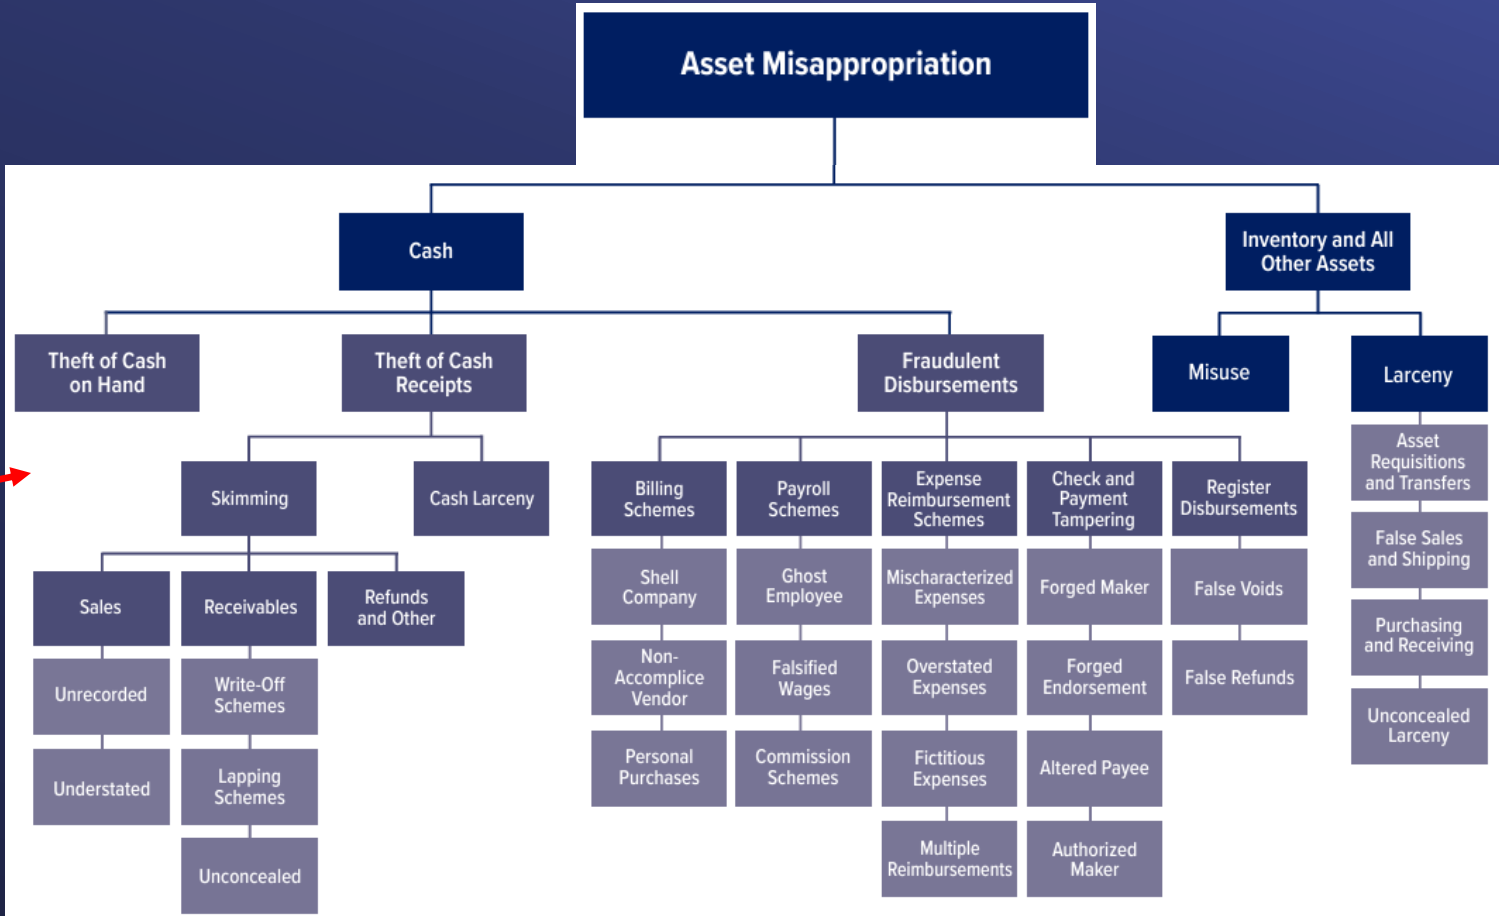 Asset Misappropriation
Cash
Inventory and All
Other Assets
Theft of Cash
on Hand
Theft of Cash
Receipts
Fraudulent
Disbursements
Misuse
Larceny
Skimming
Cash Larceny
Billing
Schemes
Payroll
Schemes
Expense
Reimbursement
Schemes
Check and
Payment
Tampering
Register
Disbursements
Asset
Requisitions
and Transfers
False Sales
and Shipping
Purchasing
and Receiving
Unconcealed
Larceny
Sales
Receivables
Refunds
and Other
Unrecorded
Understated
Write-Off
Schemes
Lapping
Schemes
Unconcealed
Shell
Company
Non-
Accomplice
Vendor
Personal
Purchases
Ghost
Employee
Falsified
Wages
Commission
Schemes
Mischaracterized
Expenses
Overstated
Expenses
Fictitious
Expenses
Multiple
Reimbursements
Forged Maker
Forged
Endorsement
Altered Payee
Authorized
Maker
False Voids
False Refunds